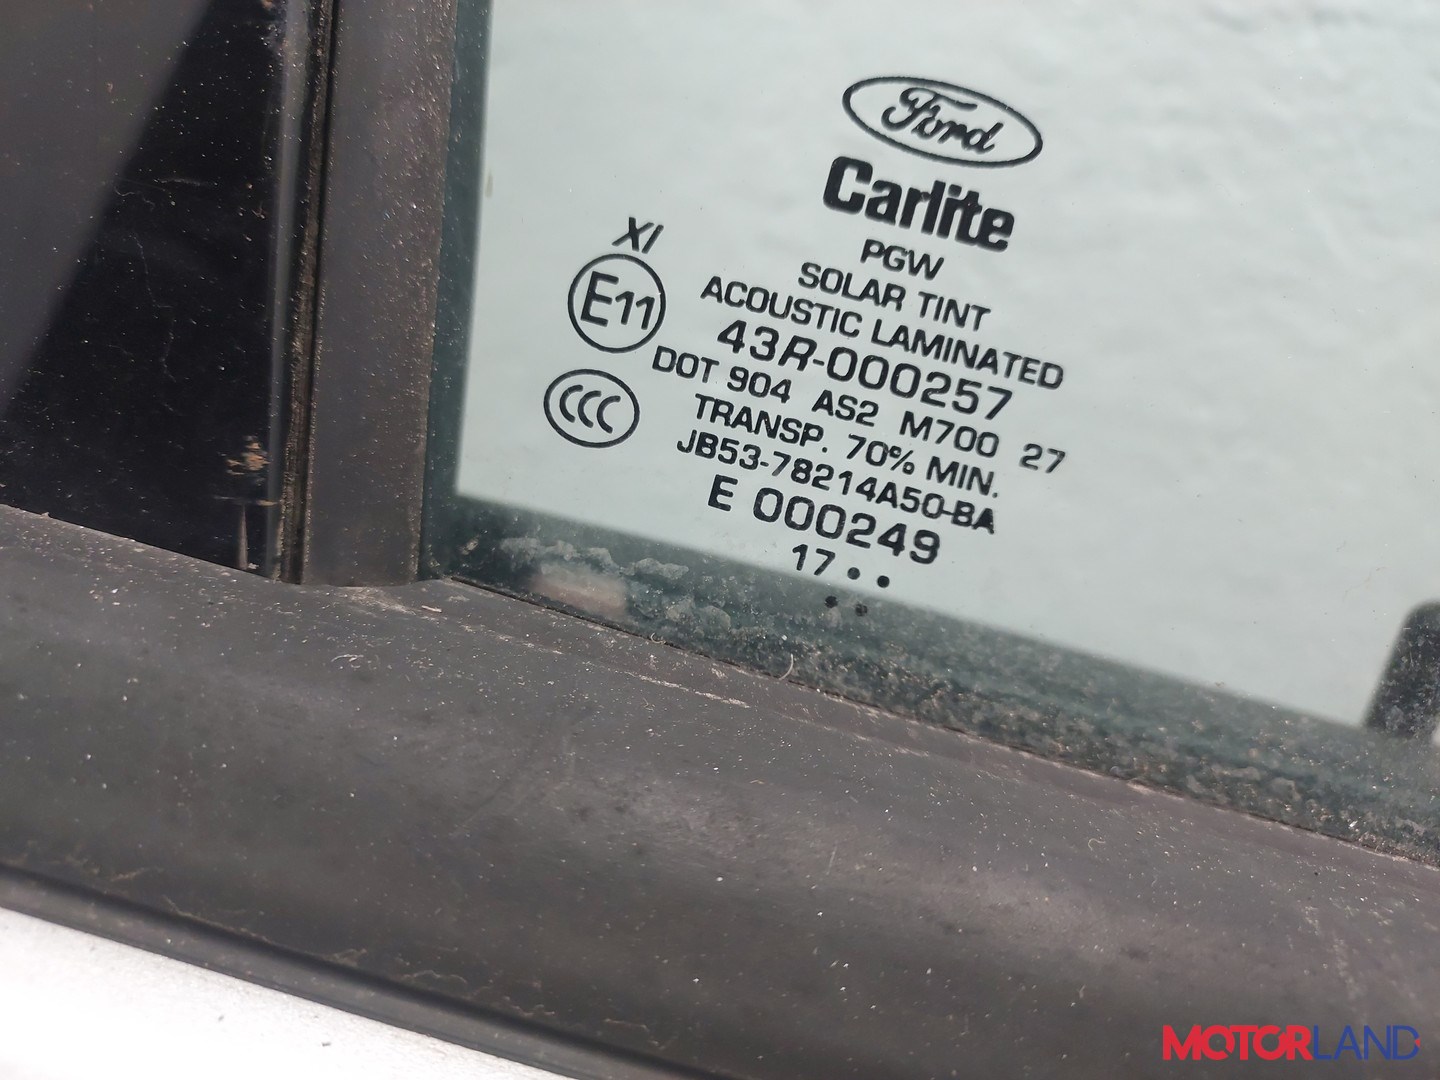 Ford
Carlite
PGW
SOLAR TINT
ACOUSTIC LAMINATED
XI
E11
43R-000257
DOT 904 AS2 M700 27
CCC
TRANSP. 70% MIN.
JB53-78214A50-BA
E 000249
17 ••
••
MOTORLAND